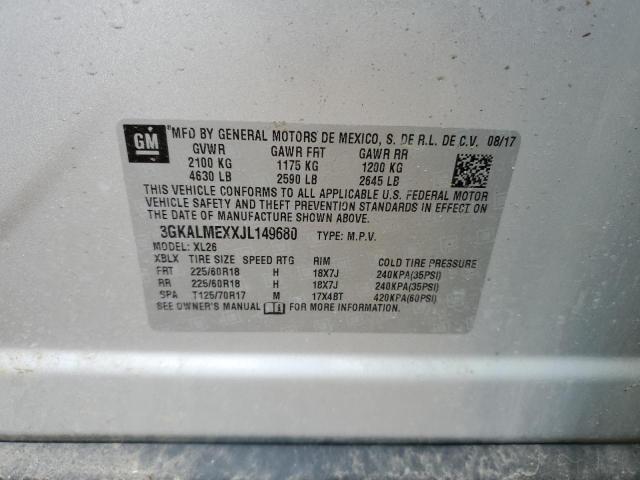 GM
MFD BY GENERAL MOTORS DE MEXICO, S. DE R.L. DE C.V. 08/17
GVWR GAWR FRT GAWR RR
2100 KG 1175 KG 1200 KG
4630 LB 2590 LB 2645 LB
THIS VEHICLE CONFORMS TO ALL APPLICABLE U.S. FEDERAL MOTOR
VEHICLE SAFETY AND THEFT PREVENTION STANDARDS IN EFFECT ON THE
DATE OF MANUFACTURE SHOWN ABOVE.
3GKALMEXXJL149680 TYPE: M.P.V.
MODEL: XL26
XBLX TIRE SIZE SPEED RTG RIM COLD TIRE PRESSURE
FRT 225/60R18 H 18X7J 240KPA(35PSI)
RR 225/60R18 H 18X7J 240KPA(35PSI)
SPA T125/70R17 M 17X4BT 420KPA(60PSI)
SEE OWNER'S MANUAL FOR MORE INFORMATION.